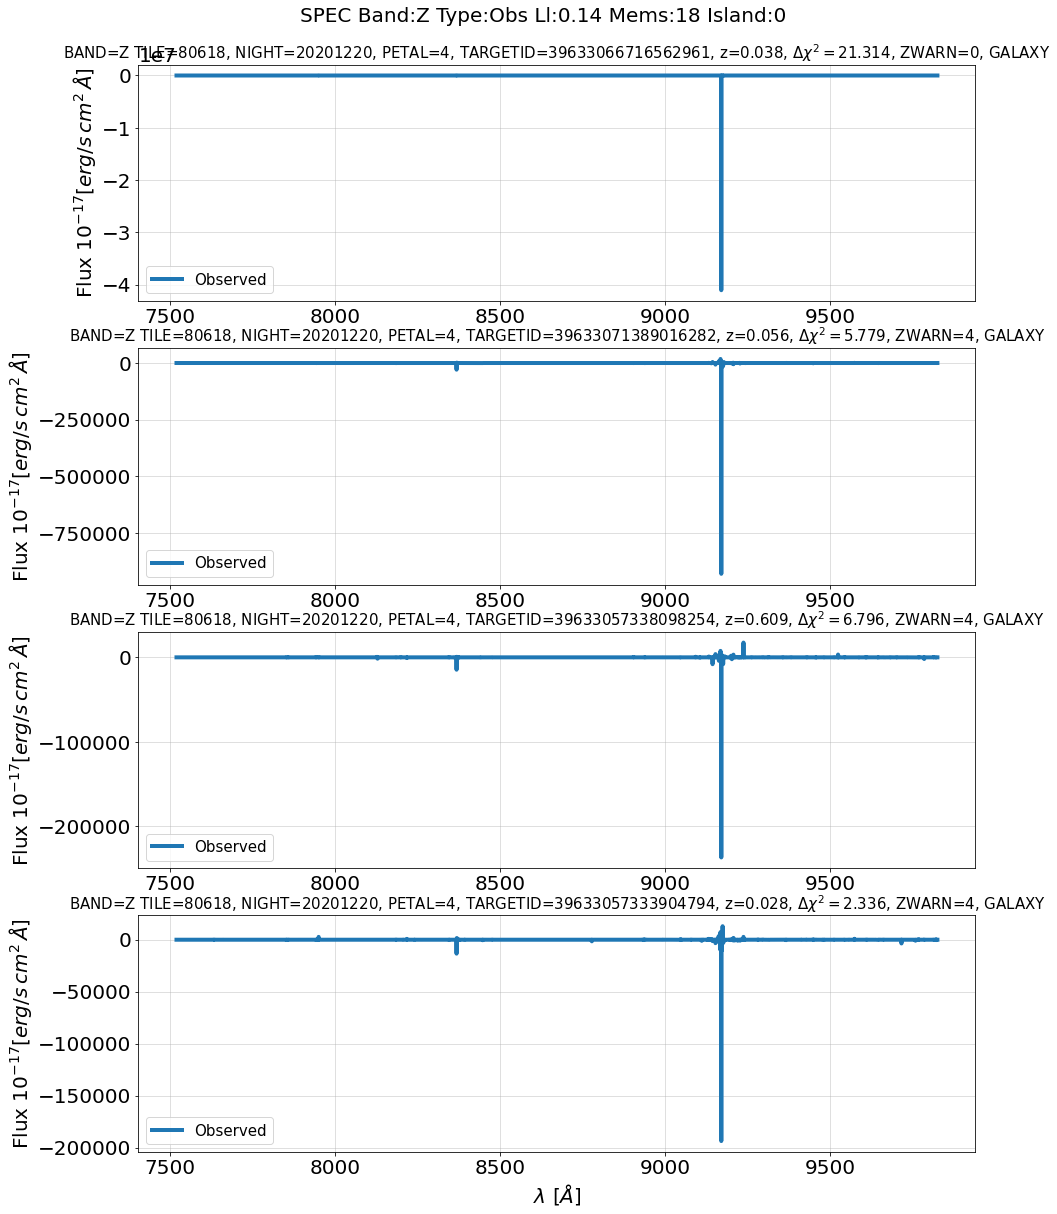 SPEC Band:Z Type:Obs Ll:0.14 Mems:18 Island:0
BAND=Z TILE=80618, NIGHT=20201220, PETAL=4, TARGETID=39633066716562961, z=0.038, Δχ²=21.314, ZWARN=0, GALAXY
1e7
Flux 10⁻¹⁷[erg/s cm² Å]
0
−1
−2
−3
−4
Observed
7500 8000 8500 9000 9500
BAND=Z TILE=80618, NIGHT=20201220, PETAL=4, TARGETID=39633071389016282, z=0.056, Δχ²=5.779, ZWARN=4, GALAXY
Flux 10⁻¹⁷[erg/s cm² Å]
0
−250000
−500000
−750000
Observed
7500 8000 8500 9000 9500
BAND=Z TILE=80618, NIGHT=20201220, PETAL=4, TARGETID=39633057338098254, z=0.609, Δχ²=6.796, ZWARN=4, GALAXY
Flux 10⁻¹⁷[erg/s cm² Å]
0
−100000
−200000
Observed
7500 8000 8500 9000 9500
BAND=Z TILE=80618, NIGHT=20201220, PETAL=4, TARGETID=39633057333904794, z=0.028, Δχ²=2.336, ZWARN=4, GALAXY
Flux 10⁻¹⁷[erg/s cm² Å]
0
−50000
−100000
−150000
−200000
Observed
7500 8000 8500 9000 9500
λ [Å]